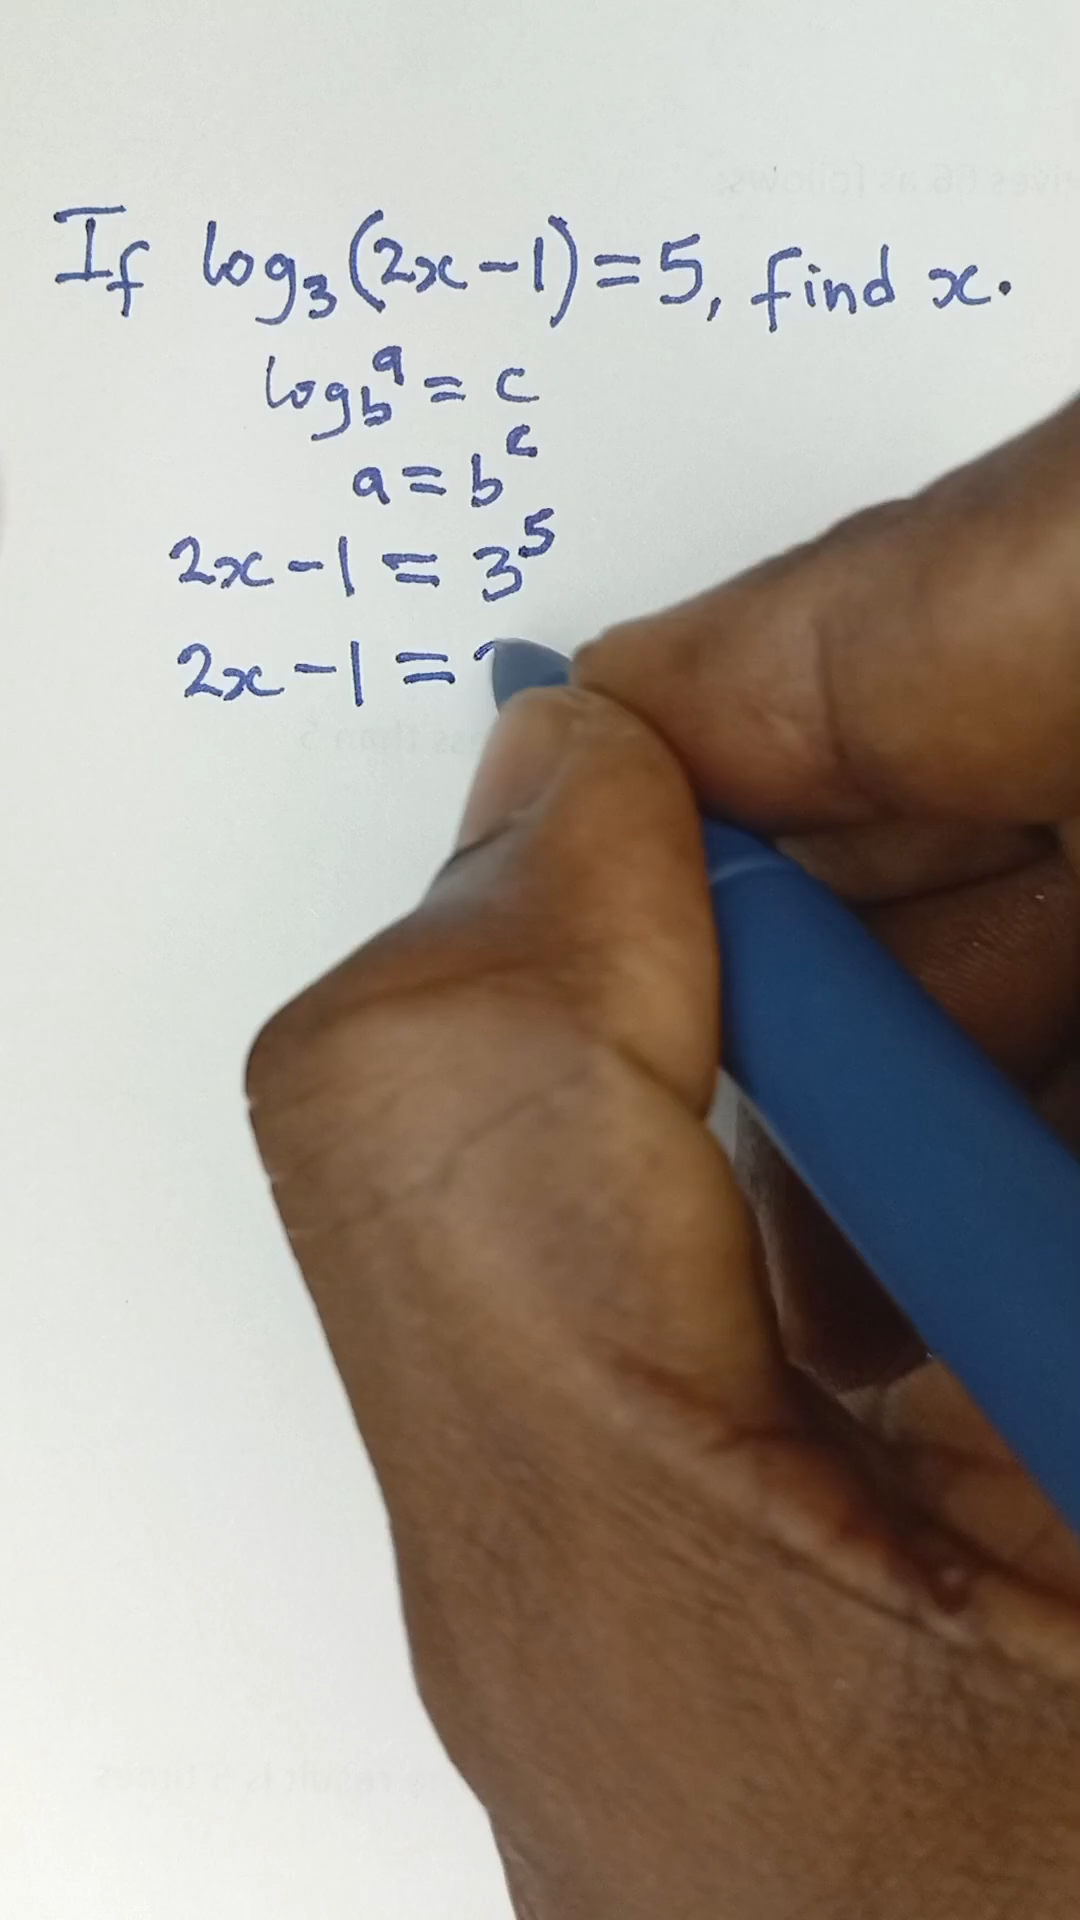 If log₃(2x-1)=5, find x.
log_b^a = c
a = b^c
2x-1 = 3⁵
2x-1 =